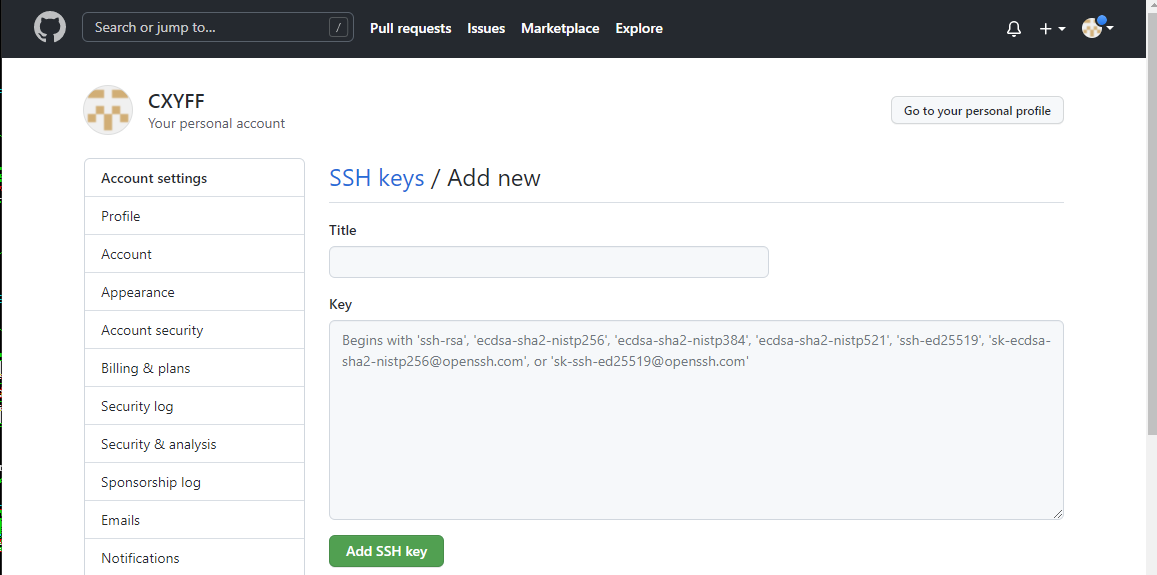 Search or jump to... / Pull requests Issues Marketplace Explore
CXYFF
Your personal account
Go to your personal profile
Account settings
Profile
Account
Appearance
Account security
Billing & plans
Security log
Security & analysis
Sponsorship log
Emails
Notifications
SSH keys / Add new
Title
Key
Begins with 'ssh-rsa', 'ecdsa-sha2-nistp256', 'ecdsa-sha2-nistp384', 'ecdsa-sha2-nistp521', 'ssh-ed25519', 'sk-ecdsa-
sha2-nistp256@openssh.com', or 'sk-ssh-ed25519@openssh.com'
Add SSH key